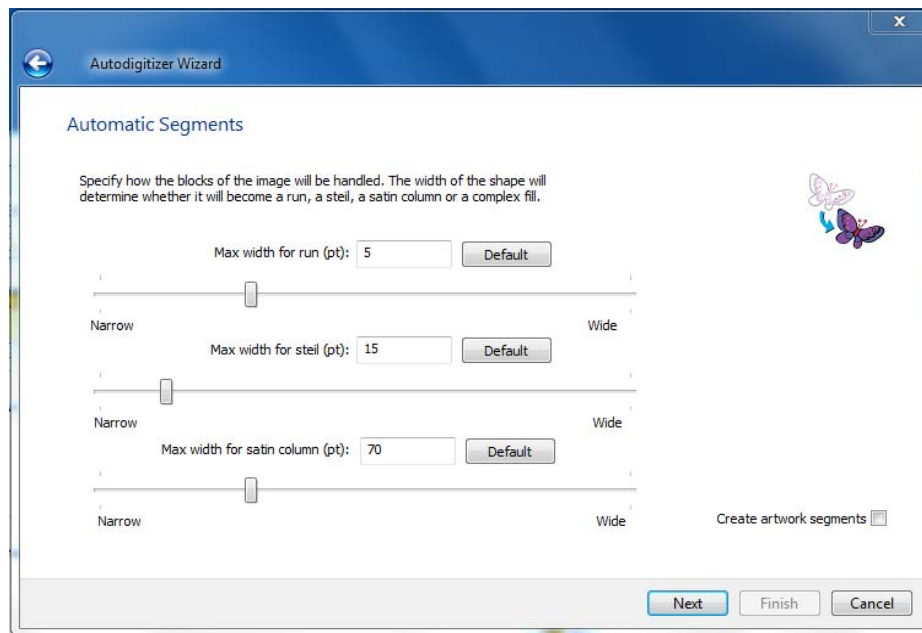 x
Autodigitizer Wizard
Automatic Segments
Specify how the blocks of the image will be handled. The width of the shape will
determine whether it will become a run, a steil, a satin column or a complex fill.
Max width for run (pt): 5 Default
Narrow Wide
Max width for steil (pt): 15 Default
Narrow Wide
Max width for satin column (pt): 70 Default
Narrow Wide
Create artwork segments
Next Finish Cancel